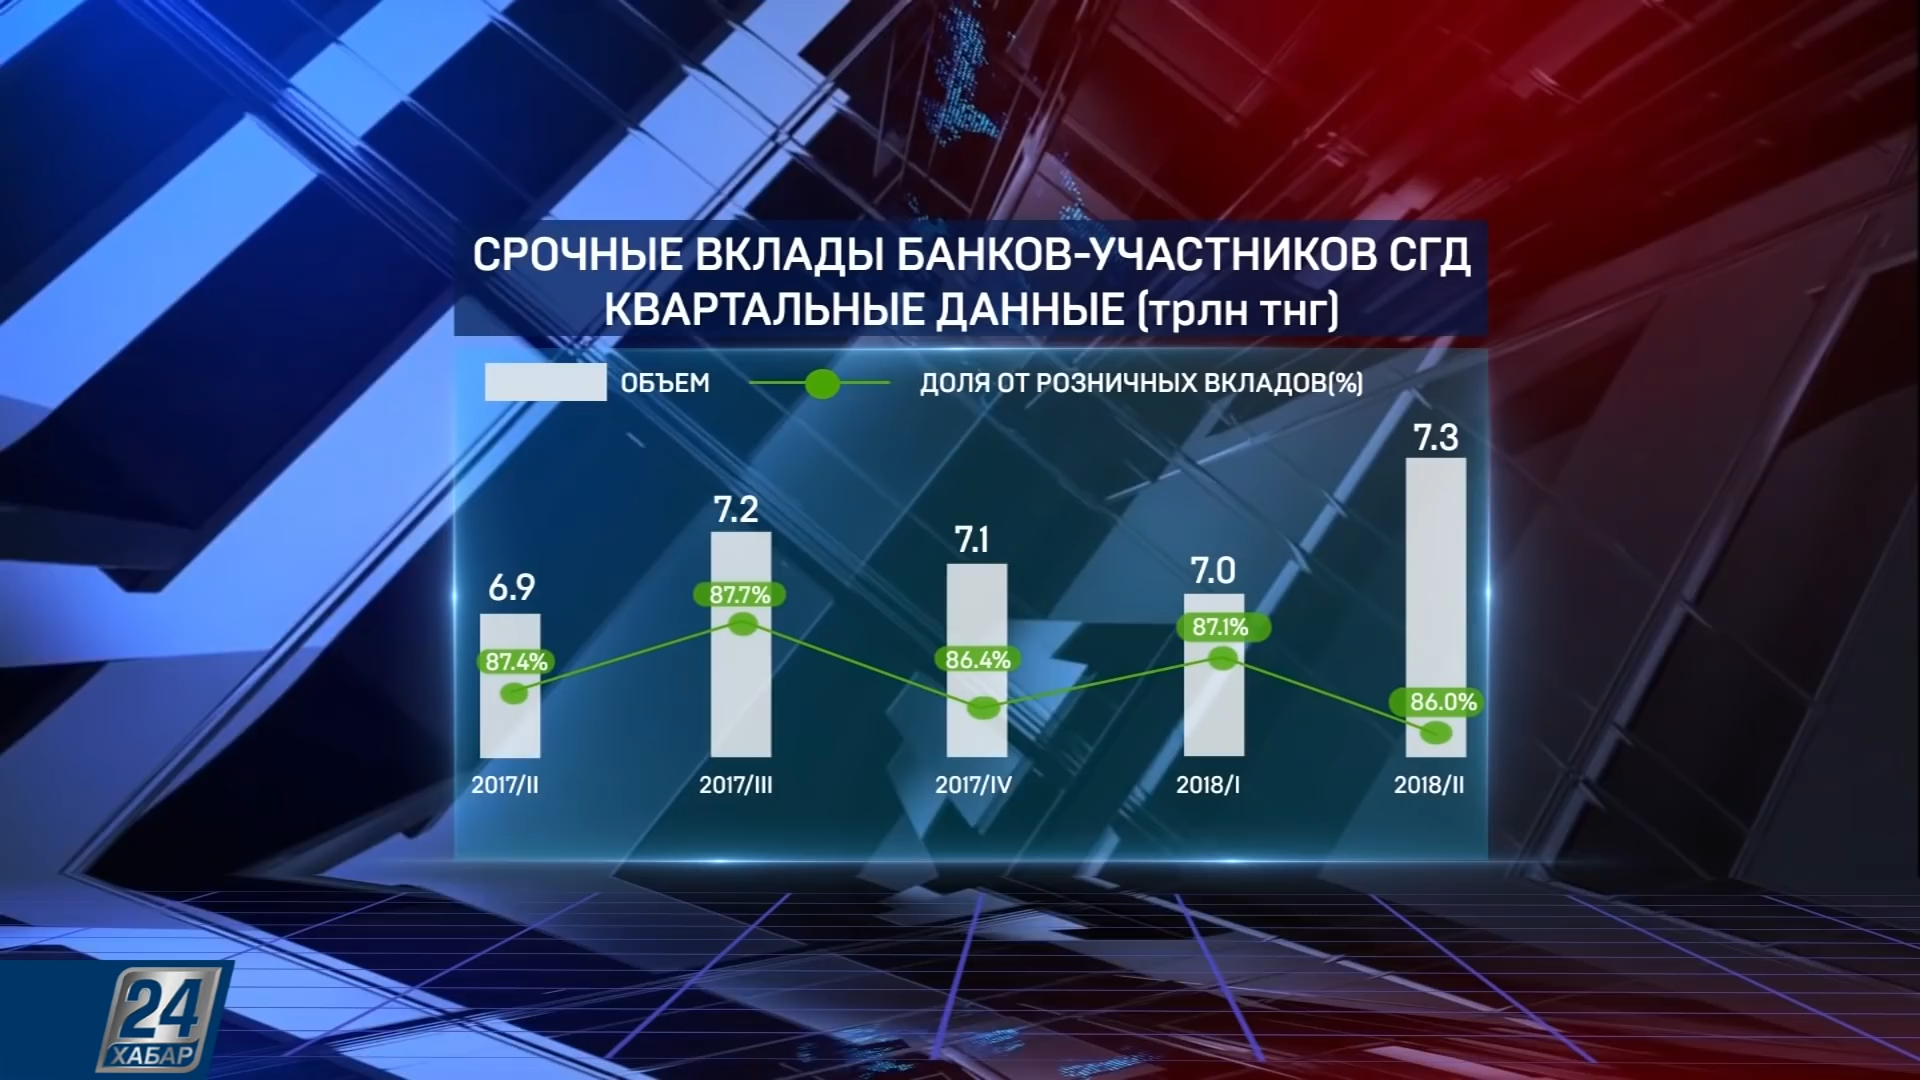 СРОЧНЫЕ ВКЛАДЫ БАНКОВ-УЧАСТНИКОВ СГД
КВАРТАЛЬНЫЕ ДАННЫЕ (трлн тнг)
ОБЪЕМ ДОЛЯ ОТ РОЗНИЧНЫХ ВКЛАДОВ(%)
6.9 7.2 7.1 7.0 7.3
87.4% 87.7% 86.4% 87.1% 86.0%
2017/II 2017/III 2017/IV 2018/I 2018/II
24
ХАБАР